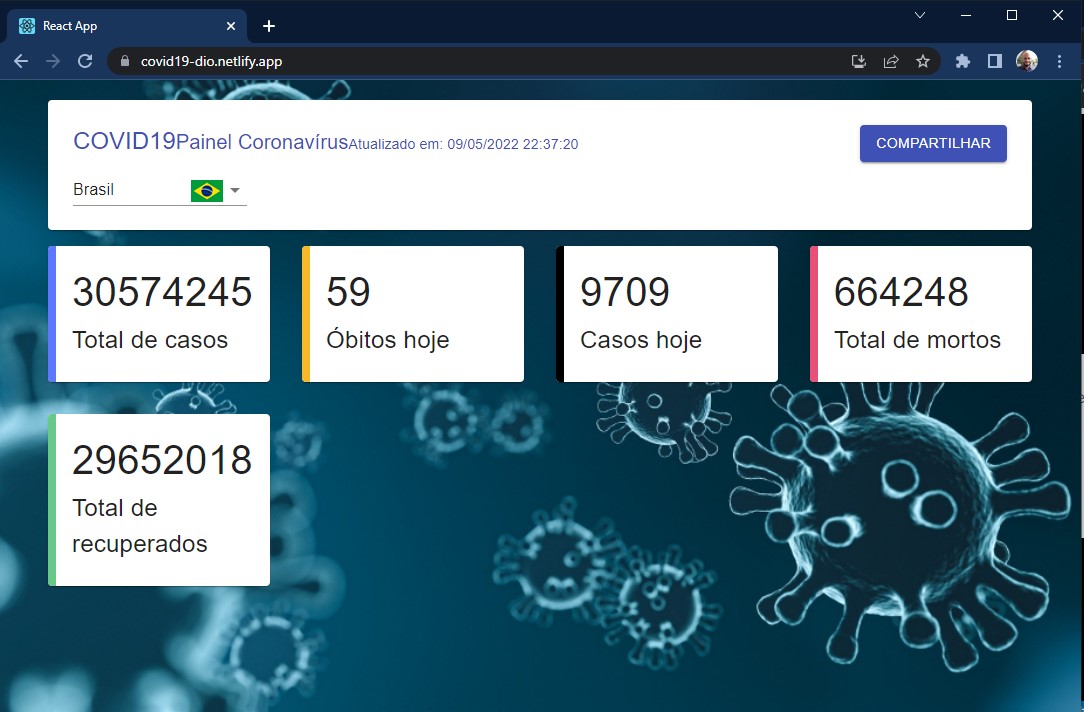 React App
covid19-dio.netlify.app
COVID19Painel CoronavírusAtualizado em: 09/05/2022 22:37:20
COMPARTILHAR
Brasil
30574245
Total de casos
59
Óbitos hoje
9709
Casos hoje
664248
Total de mortos
29652018
Total de
recuperados